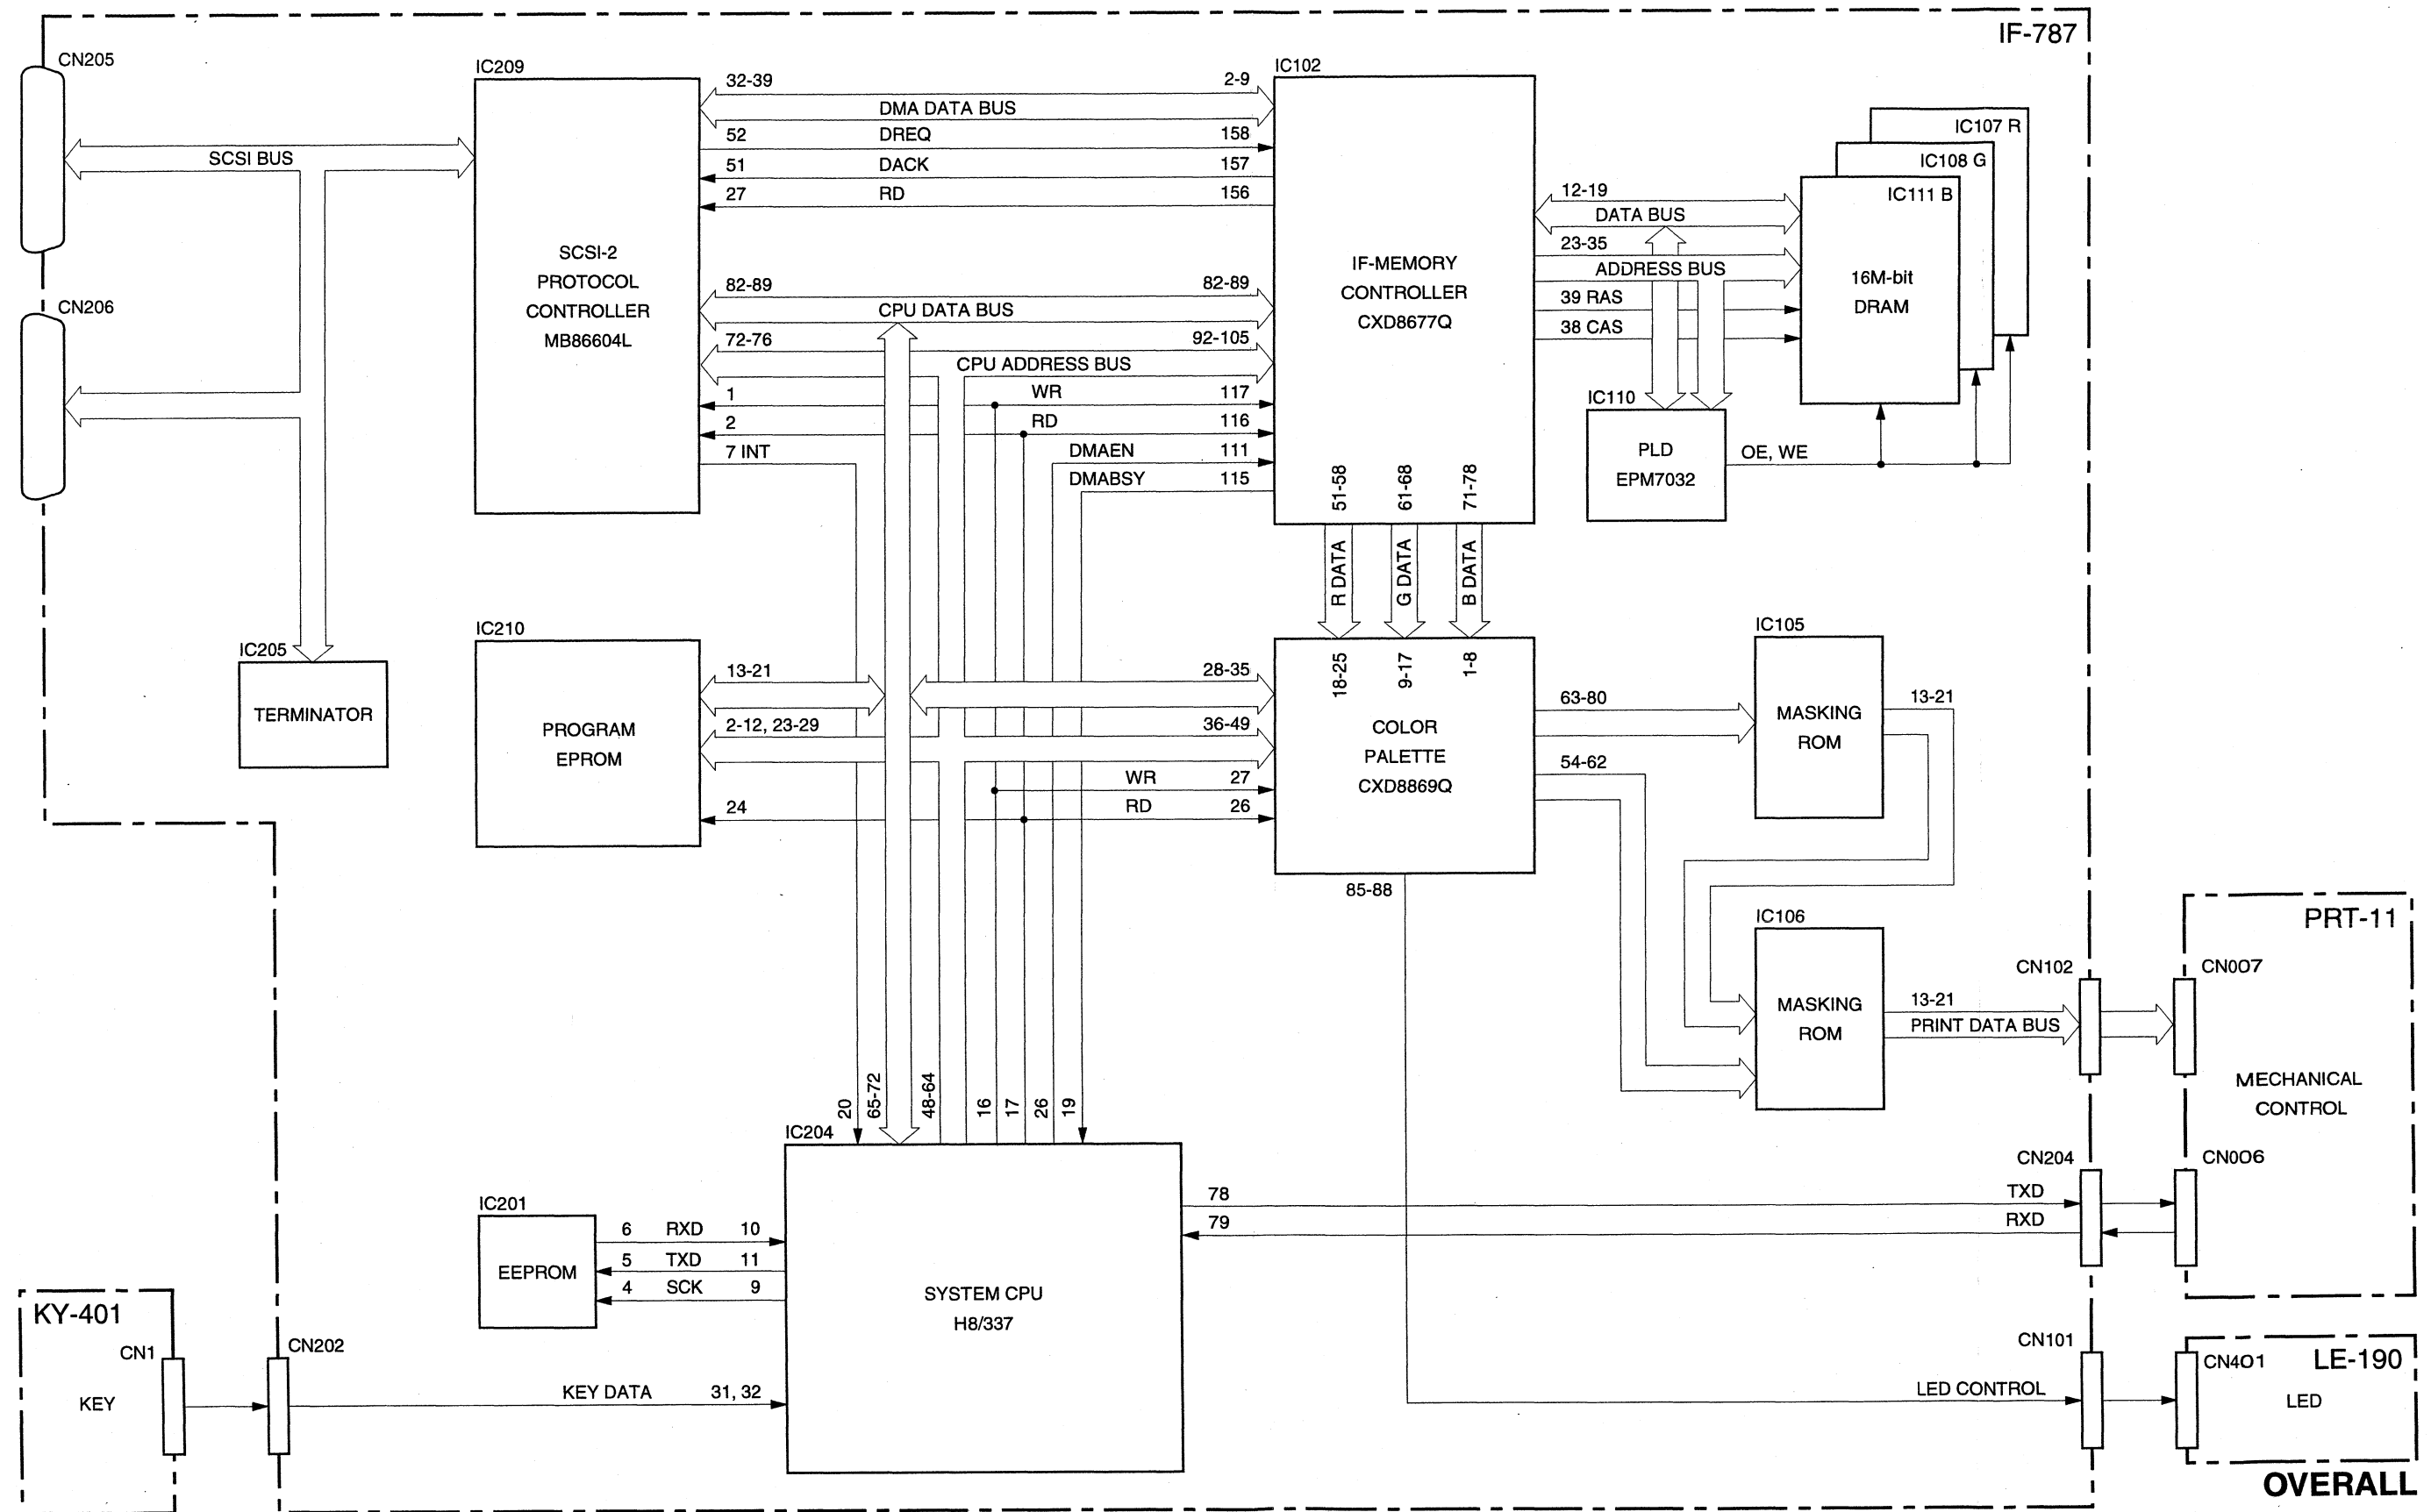 IF-787
CN205
CN206
SCSI BUS
IC205
TERMINATOR
IC209
SCSI-2
PROTOCOL
CONTROLLER
MB86604L
32-39
2-9
DMA DATA BUS
52
DREQ
158
51
DACK
157
27
RD
156
82-89
82-89
CPU DATA BUS
72-76
92-105
CPU ADDRESS BUS
1
WR
117
2
RD
116
7 INT
DMAEN
111
DMABSY
115
IC102
IF-MEMORY
CONTROLLER
CXD8677Q
51-58
61-68
71-78
12-19
DATA BUS
23-35
ADDRESS BUS
39 RAS
38 CAS
IC107 R
IC108 G
IC111 B
16M-bit
DRAM
IC110
PLD
EPM7032
OE, WE
R DATA
G DATA
B DATA
IC210
PROGRAM
EPROM
13-21
28-35
2-12, 23-29
36-49
WR
27
24
RD
26
18-25
9-17
1-8
COLOR
PALETTE
CXD8869Q
85-88
63-80
54-62
IC105
MASKING
ROM
13-21
IC106
MASKING
ROM
13-21
PRINT DATA BUS
CN102
CN007
PRT-11
MECHANICAL
CONTROL
CN204
CN006
TXD
RXD
20
65-72
48-64
16
17
26
19
IC204
SYSTEM CPU
H8/337
78
79
IC201
EEPROM
6
RXD
10
5
TXD
11
4
SCK
9
KY-401
CN1
KEY
CN202
KEY DATA
31, 32
CN101
LED CONTROL
CN401
LE-190
LED
OVERALL